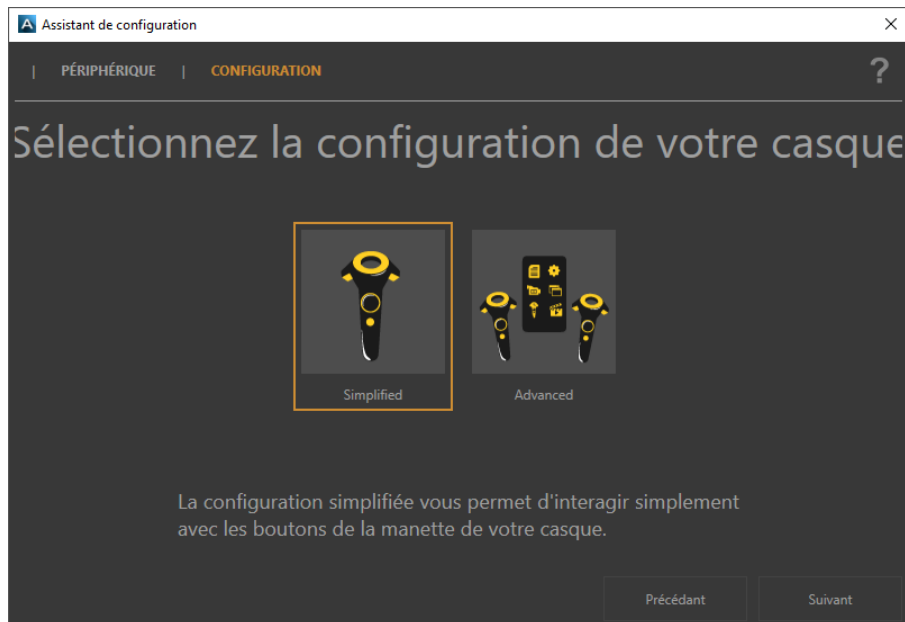 Assistant de configuration
| PÉRIPHÉRIQUE | CONFIGURATION ?
Sélectionnez la configuration de votre casque
Simplified Advanced
La configuration simplifiée vous permet d'interagir simplement
avec les boutons de la manette de votre casque.
Précédant Suivant